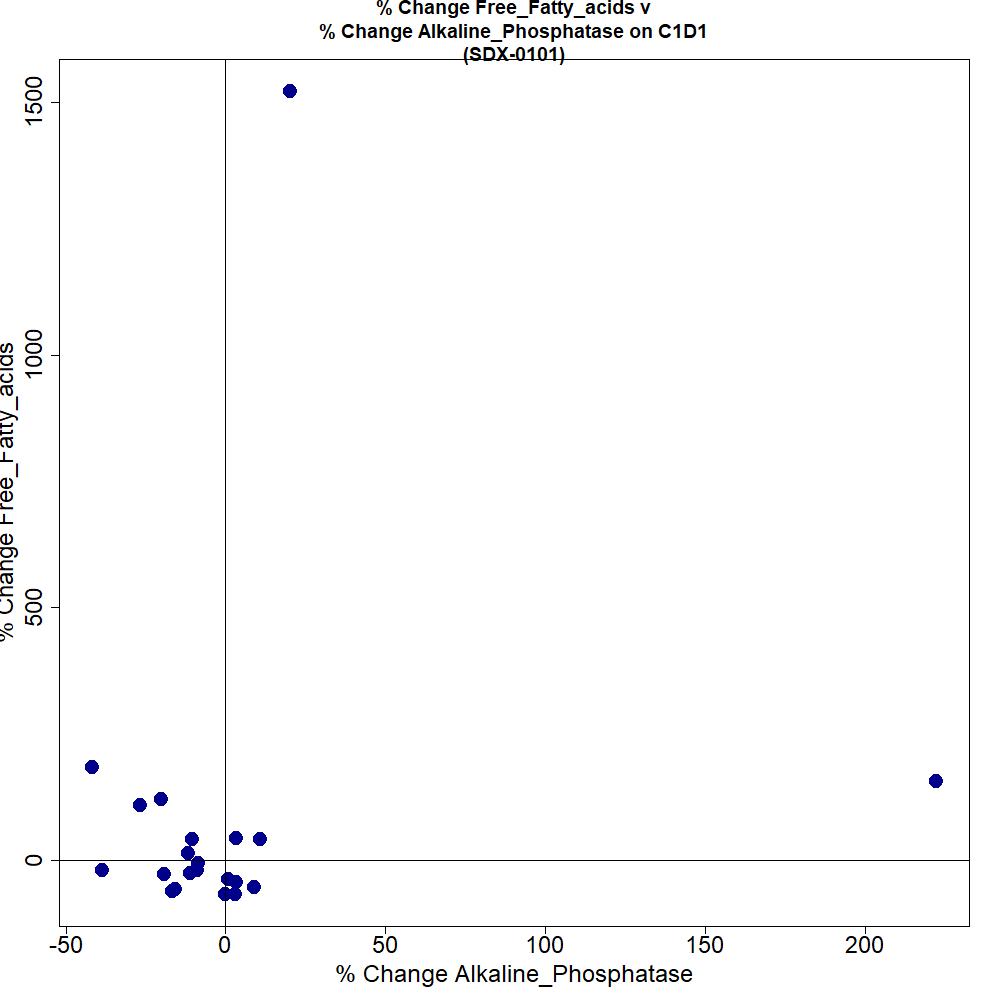 % Change Free_Fatty_acids v
% Change Alkaline_Phosphatase on C1D1
(SDX-0101)
% Change Free_Fatty_acids
1500
1000
500
0
-50
0
50
100
150
200
% Change Alkaline_Phosphatase